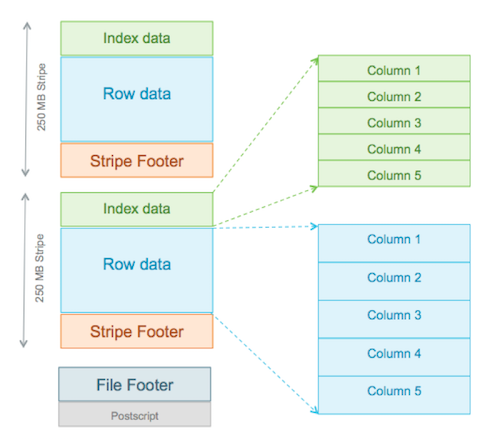 250 MB Stripe
Index data
Row data
Stripe Footer
250 MB Stripe
Index data
Row data
Stripe Footer
File Footer
Postscript
Column 1
Column 2
Column 3
Column 4
Column 5
Column 1
Column 2
Column 3
Column 4
Column 5